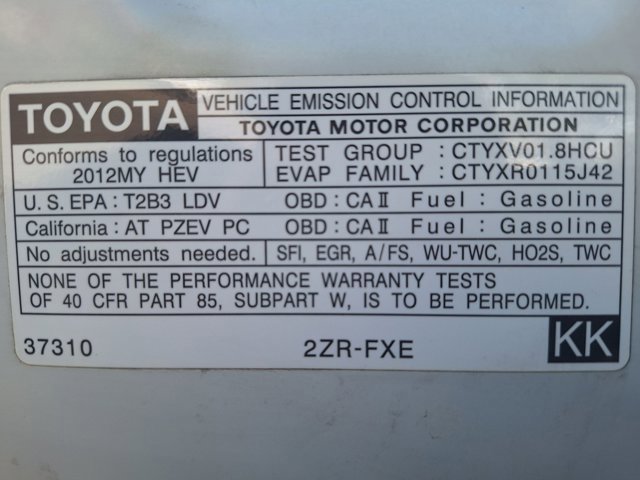 TOYOTA VEHICLE EMISSION CONTROL INFORMATION
TOYOTA MOTOR CORPORATION
Conforms to regulations
2012MY HEV
TEST GROUP : CTYXV01.8HCU
EVAP FAMILY : CTYXR0115J42
U.S. EPA : T2B3 LDV OBD : CA II Fuel : Gasoline
California : AT PZEV PC OBD : CA II Fuel : Gasoline
No adjustments needed. SFI, EGR, A/FS, WU-TWC, HO2S, TWC
NONE OF THE PERFORMANCE WARRANTY TESTS
OF 40 CFR PART 85, SUBPART W, IS TO BE PERFORMED.
37310 2ZR-FXE KK